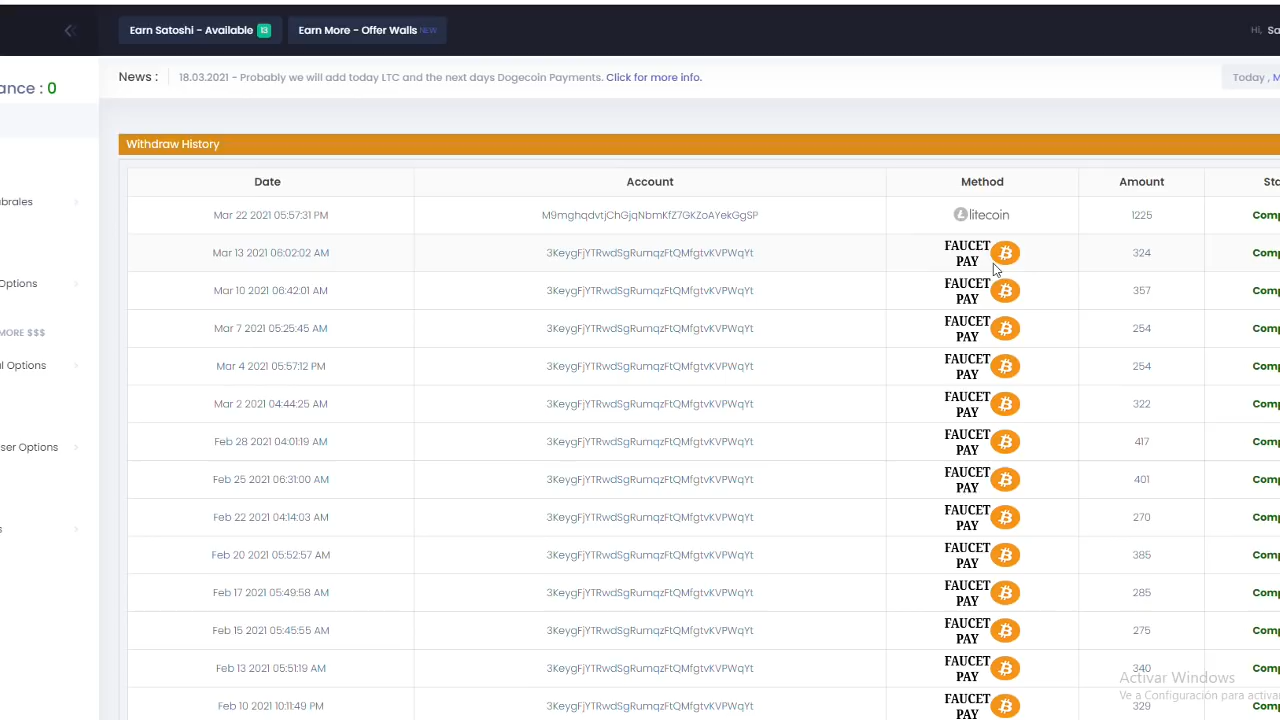 Earn Satoshi - Available 13 Earn More - Offer Walls NEW Hi, Sa
ance : 0 News : 18.03.2021 - Probably we will add today LTC and the next days Dogecoin Payments. Click for more info. Today , M
Withdraw History
Date Account Method Amount Sta
Mar 22 2021 05:57:31 PM M9mghqdvtjChGjqNbmKfZ7GKZoAYekGgSP litecoin 1225 Comp
brales
Mar 13 2021 06:02:02 AM 3KeygFjYTRwdSgRumqzFtQMfgtvKVPWqYt FAUCET PAY 324 Comp
Mar 10 2021 06:42:01 AM 3KeygFjYTRwdSgRumqzFtQMfgtvKVPWqYt FAUCET PAY 357 Comp
Options
Mar 7 2021 05:25:45 AM 3KeygFjYTRwdSgRumqzFtQMfgtvKVPWqYt FAUCET PAY 254 Comp
MORE $$$
Mar 4 2021 05:57:12 PM 3KeygFjYTRwdSgRumqzFtQMfgtvKVPWqYt FAUCET PAY 254 Comp
l Options
Mar 2 2021 04:44:25 AM 3KeygFjYTRwdSgRumqzFtQMfgtvKVPWqYt FAUCET PAY 322 Comp
Feb 28 2021 04:01:19 AM 3KeygFjYTRwdSgRumqzFtQMfgtvKVPWqYt FAUCET PAY 417 Comp
ser Options
Feb 25 2021 06:31:00 AM 3KeygFjYTRwdSgRumqzFtQMfgtvKVPWqYt FAUCET PAY 401 Comp
Feb 22 2021 04:14:03 AM 3KeygFjYTRwdSgRumqzFtQMfgtvKVPWqYt FAUCET PAY 270 Comp
s
Feb 20 2021 05:52:57 AM 3KeygFjYTRwdSgRumqzFtQMfgtvKVPWqYt FAUCET PAY 385 Comp
Feb 17 2021 3KeygFjYTRwdSgRumqzFtQMfgtvKVPWqYt FAUCET PAY 285 Comp
Feb 15 2021 05:45:55 AM 3KeygFjYTRwdSgRumqzFtQMfgtvKVPWqYt FAUCET PAY 275 Comp
Feb 13 2021 05:51:19 AM 3KeygFjYTRwdSgRumqzFtQMfgtvKVPWqYt FAUCET PAY 340 Comp
Activar Windows
Ve a Configuración para activar
Feb 10 2021 10:11:49 PM 3KeygFjYTRwdSgRumqzFtQMfgtvKVPWqYt FAUCET PAY 329 Comp